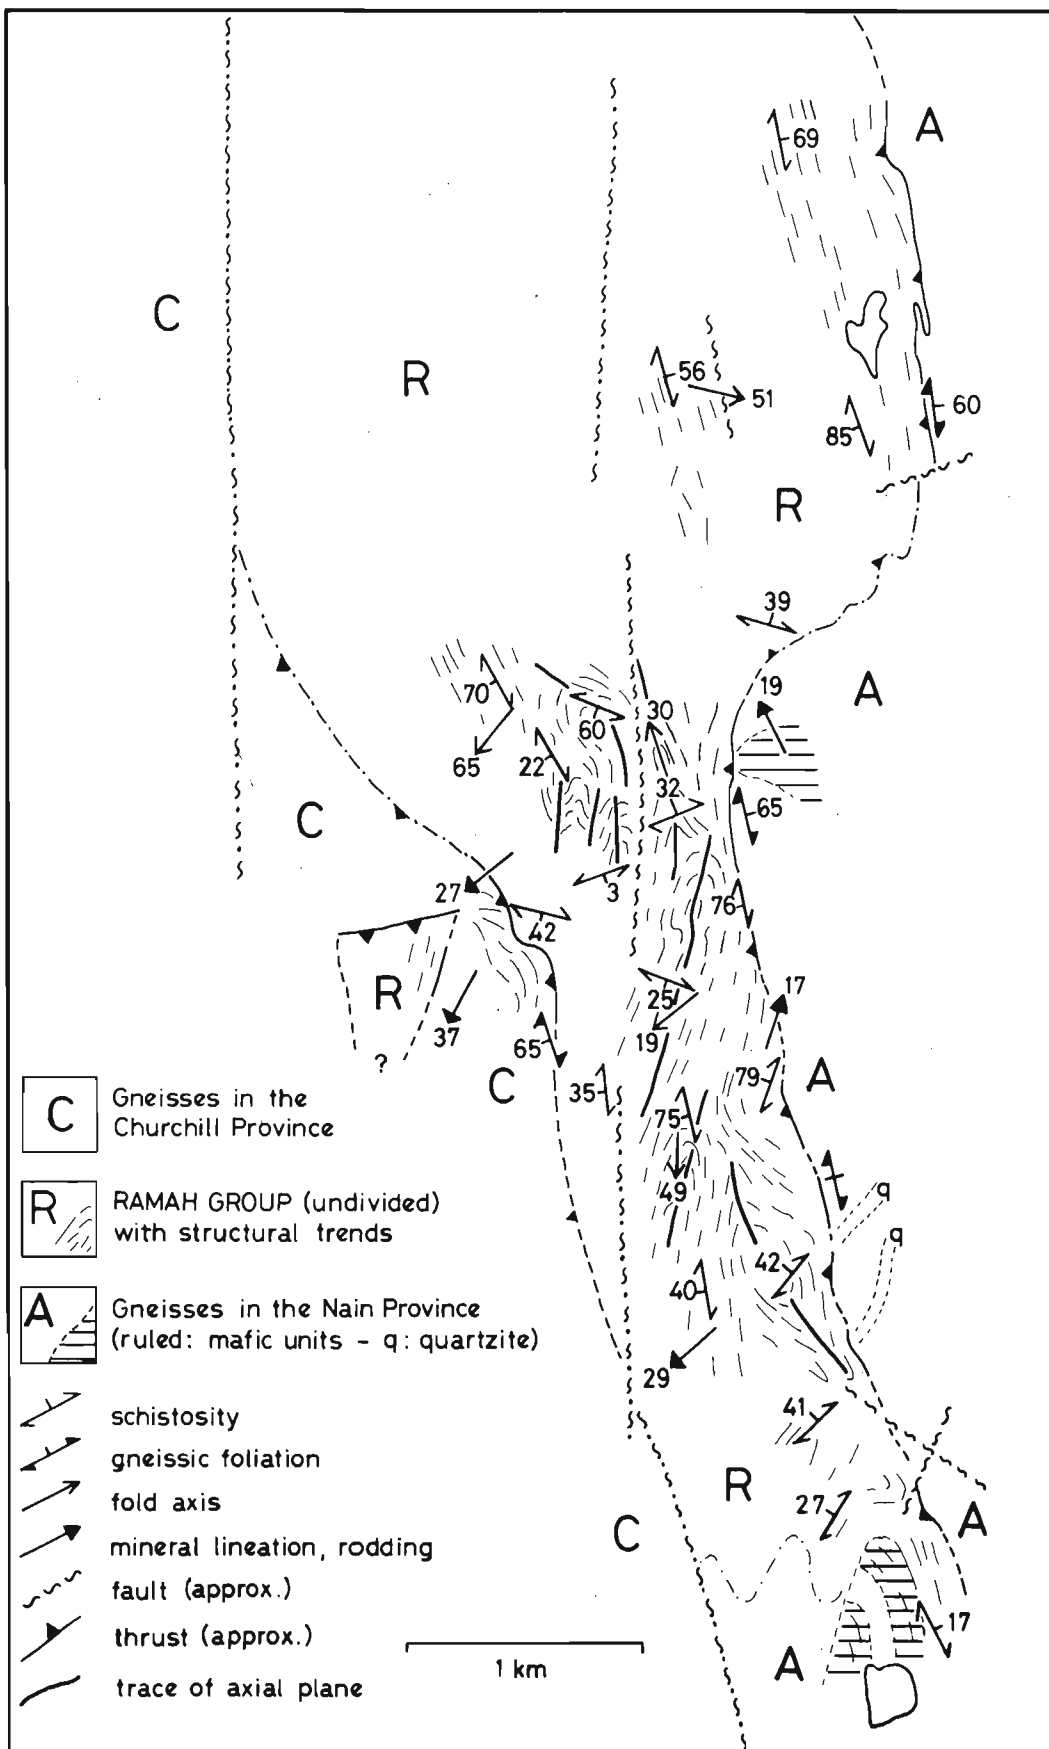 A
69
C
R
56
51
60
85
R
39
19
A
70
30
60
65
22
32
65
C
3
27
76
42
R
25
17
37
19
65
?
C
35
79
A
75
49
q
q
42
40
29
41
R
27
A
C
17
A
C
Gneisses in the
Churchill Province
R
RAMAH GROUP (undivided)
with structural trends
A
Gneisses in the Nain Province
(ruled: mafic units - q: quartzite)
schistosity
gneissic foliation
fold axis
mineral lineation, rodding
fault (approx.)
thrust (approx.)
trace of axial plane
1 km